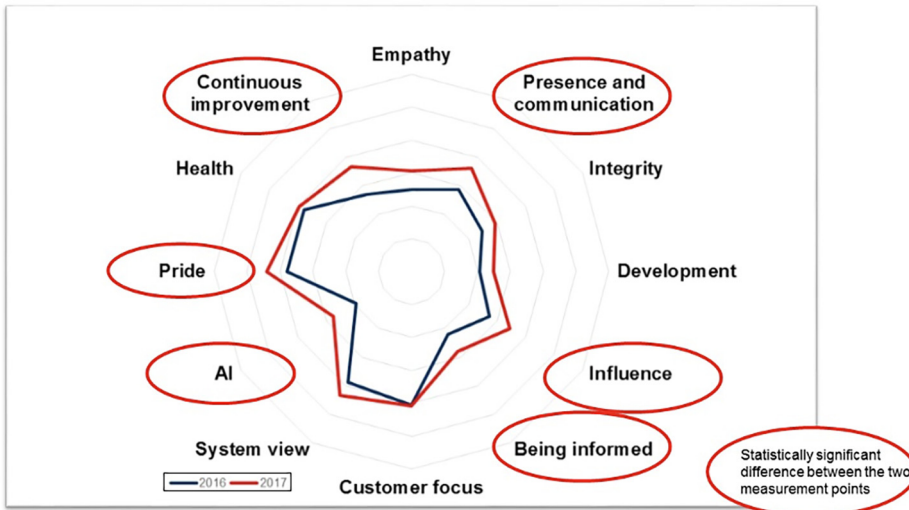 Empathy
Continuous
improvement
Presence and
communication
Health
Integrity
Pride
Development
AI
Influence
System view
Being informed
Customer focus
2016
2017
Statistically significant
difference between the two
measurement points